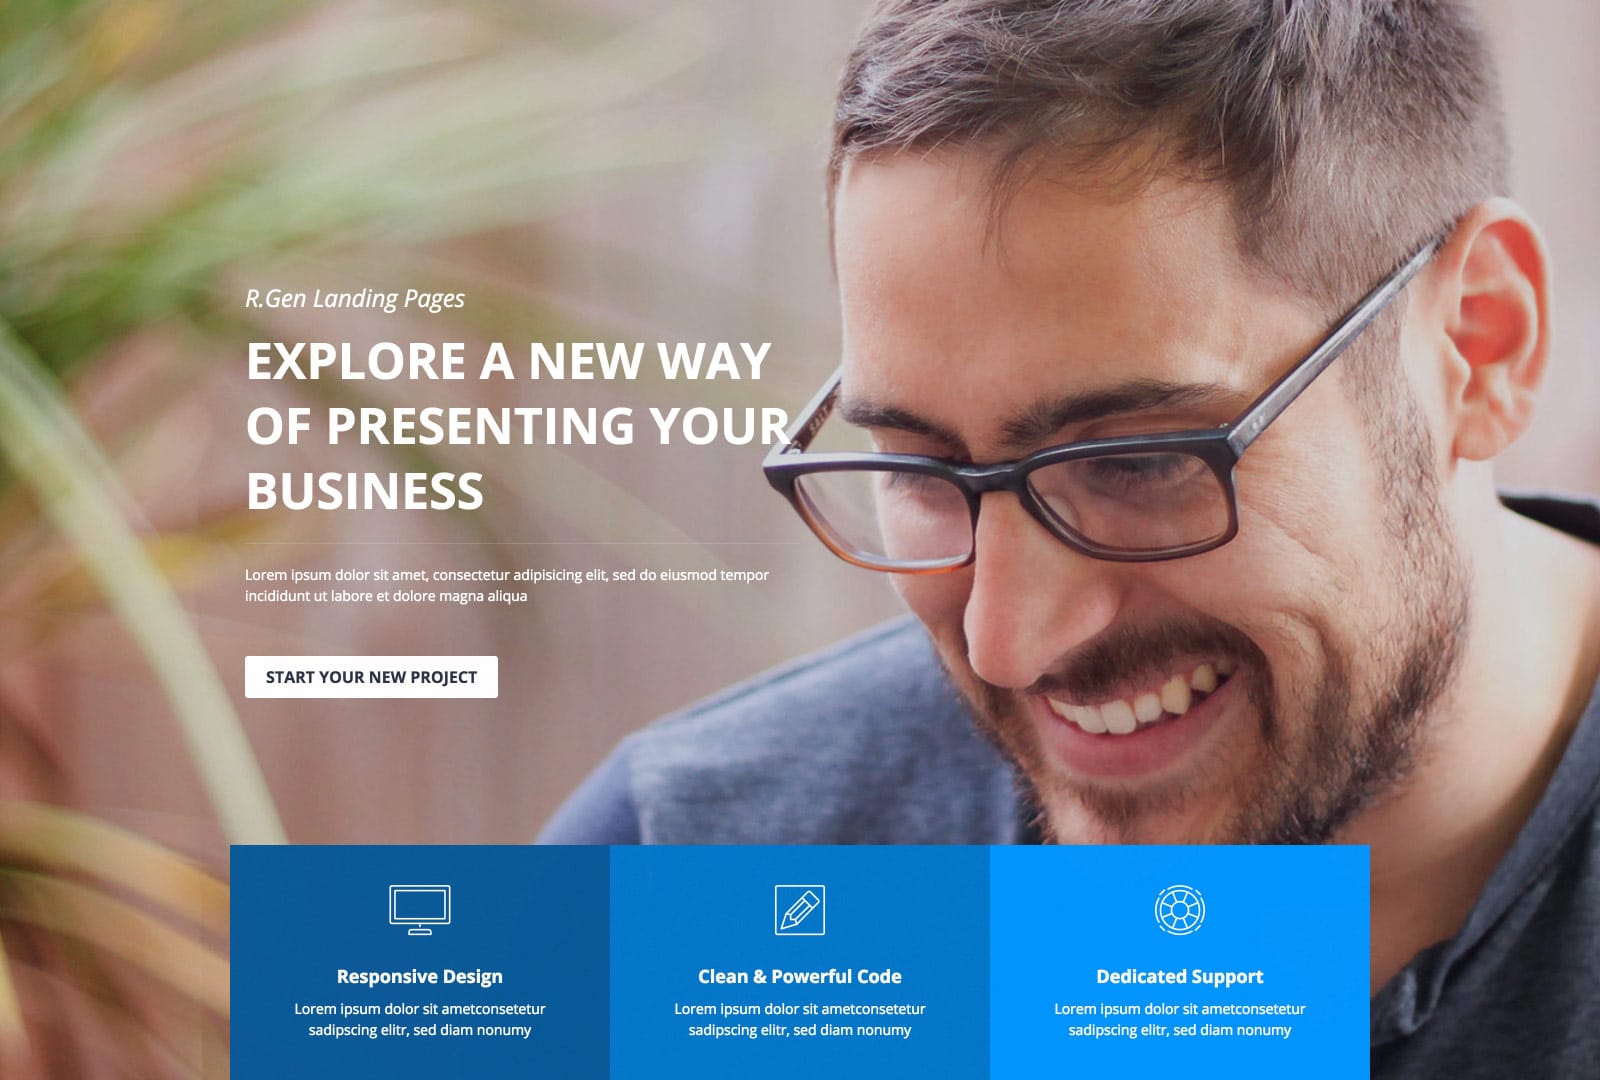 R.Gen Landing Pages
EXPLORE A NEW WAY
OF PRESENTING YOUR
BUSINESS
Lorem ipsum dolor sit amet, consectetur adipisicing elit, sed do eiusmod tempor
incididunt ut labore et dolore magna aliqua
START YOUR NEW PROJECT
Responsive Design
Lorem ipsum dolor sit ametconsetetur
sadipscing elitr, sed diam nonumy
Clean & Powerful Code
Lorem ipsum dolor sit ametconsetetur
sadipscing elitr, sed diam nonumy
Dedicated Support
Lorem ipsum dolor sit ametconsetetur
sadipscing elitr, sed diam nonumy